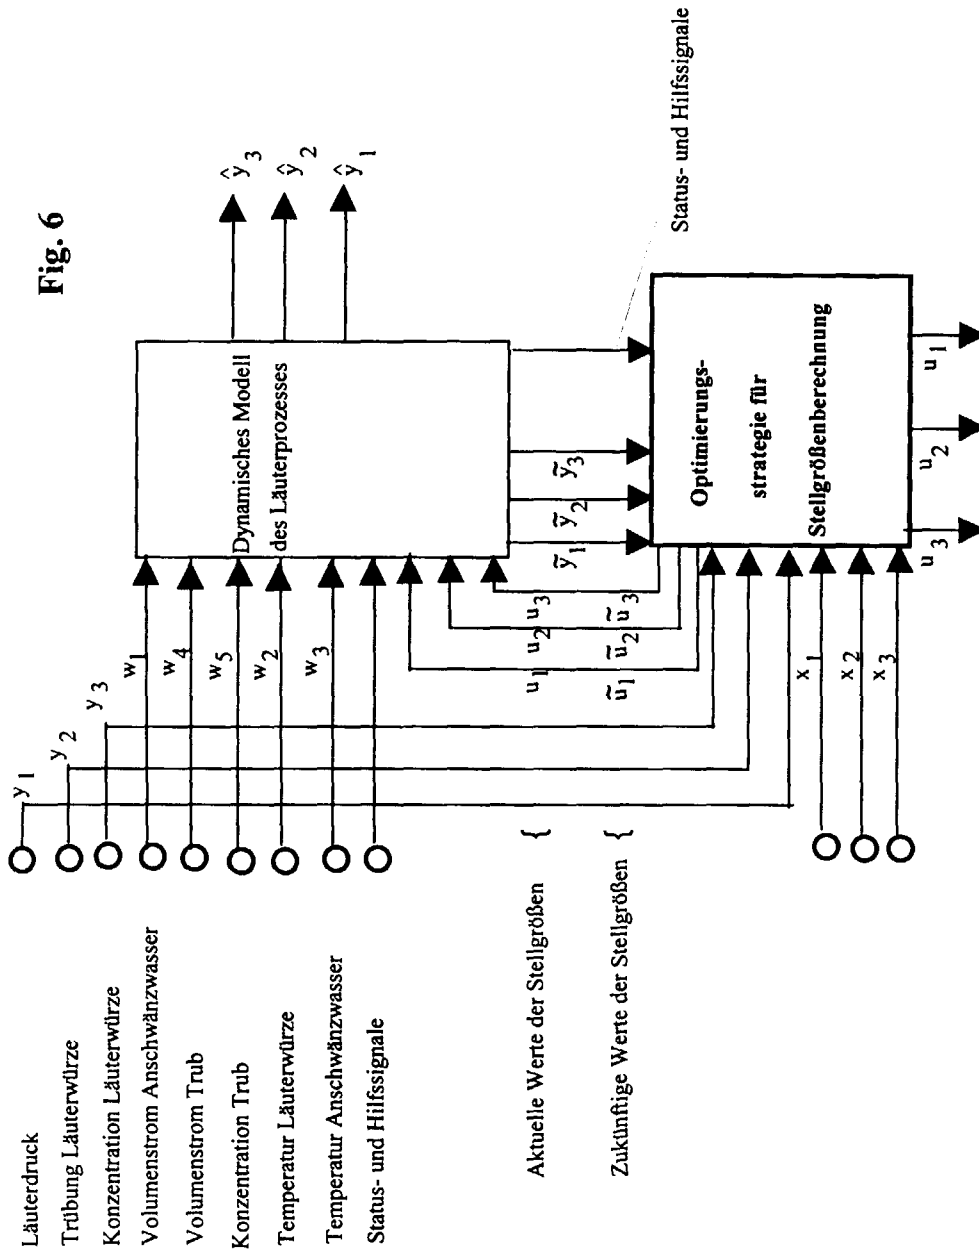 Fig. 6
Läuterdruck
Trübung Läuterwürze
Konzentration Läuterwürze
Volumenstrom Anschwänzwasser
Volumenstrom Trub
Konzentration Trub
Temperatur Läuterwürze
Temperatur Anschwänzwasser
Status- und Hilfssignale
y1
y2
y3
w1
w4
w5
w2
w3
Dynamisches Modell
des Läuterprozesses
ŷ3
ŷ2
ŷ1
Aktuelle Werte der Stellgrößen {
u1 u2 u3
Zukünftige Werte der Stellgrößen {
ũ1 ũ2 ũ3
ỹ1 ỹ2 ỹ3
Status- und Hilfssignale
Optimierungs-
strategie für
Stellgrößenberechnung
x1
x2
x3
u3 u2 u1